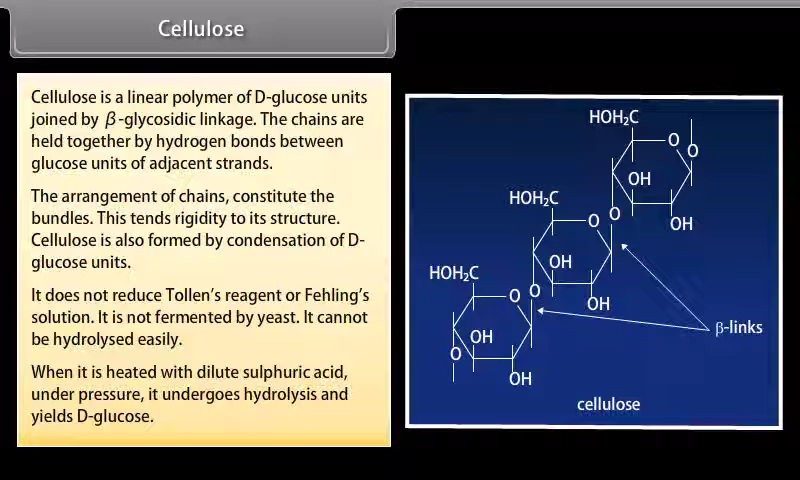 Cellulose
Cellulose is a linear polymer of D-glucose units
joined by β-glycosidic linkage. The chains are
held together by hydrogen bonds between
glucose units of adjacent strands.
The arrangement of chains, constitute the
bundles. This tends rigidity to its structure.
Cellulose is also formed by condensation of D-
glucose units.
It does not reduce Tollen's reagent or Fehling's
solution. It is not fermented by yeast. It cannot
be hydrolysed easily.
When it is heated with dilute sulphuric acid,
under pressure, it undergoes hydrolysis and
yields D-glucose.
HOH₂C
O
O
OH
OH
HOH₂C
O
O
OH
OH
HOH₂C
O
O
OH
O
OH
β-links
cellulose